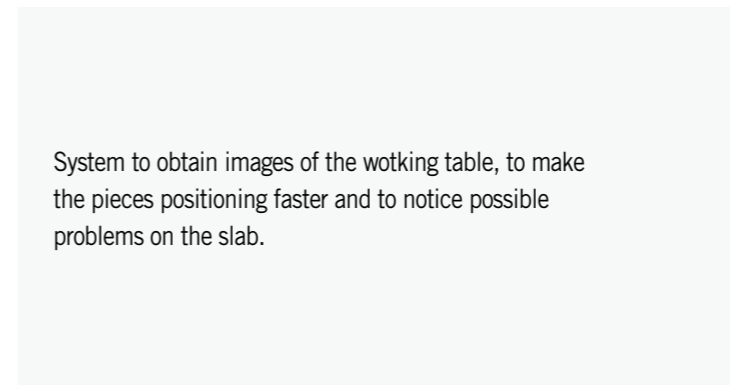 System to obtain images of the wotking table, to make
the pieces positioning faster and to notice possible
problems on the slab.